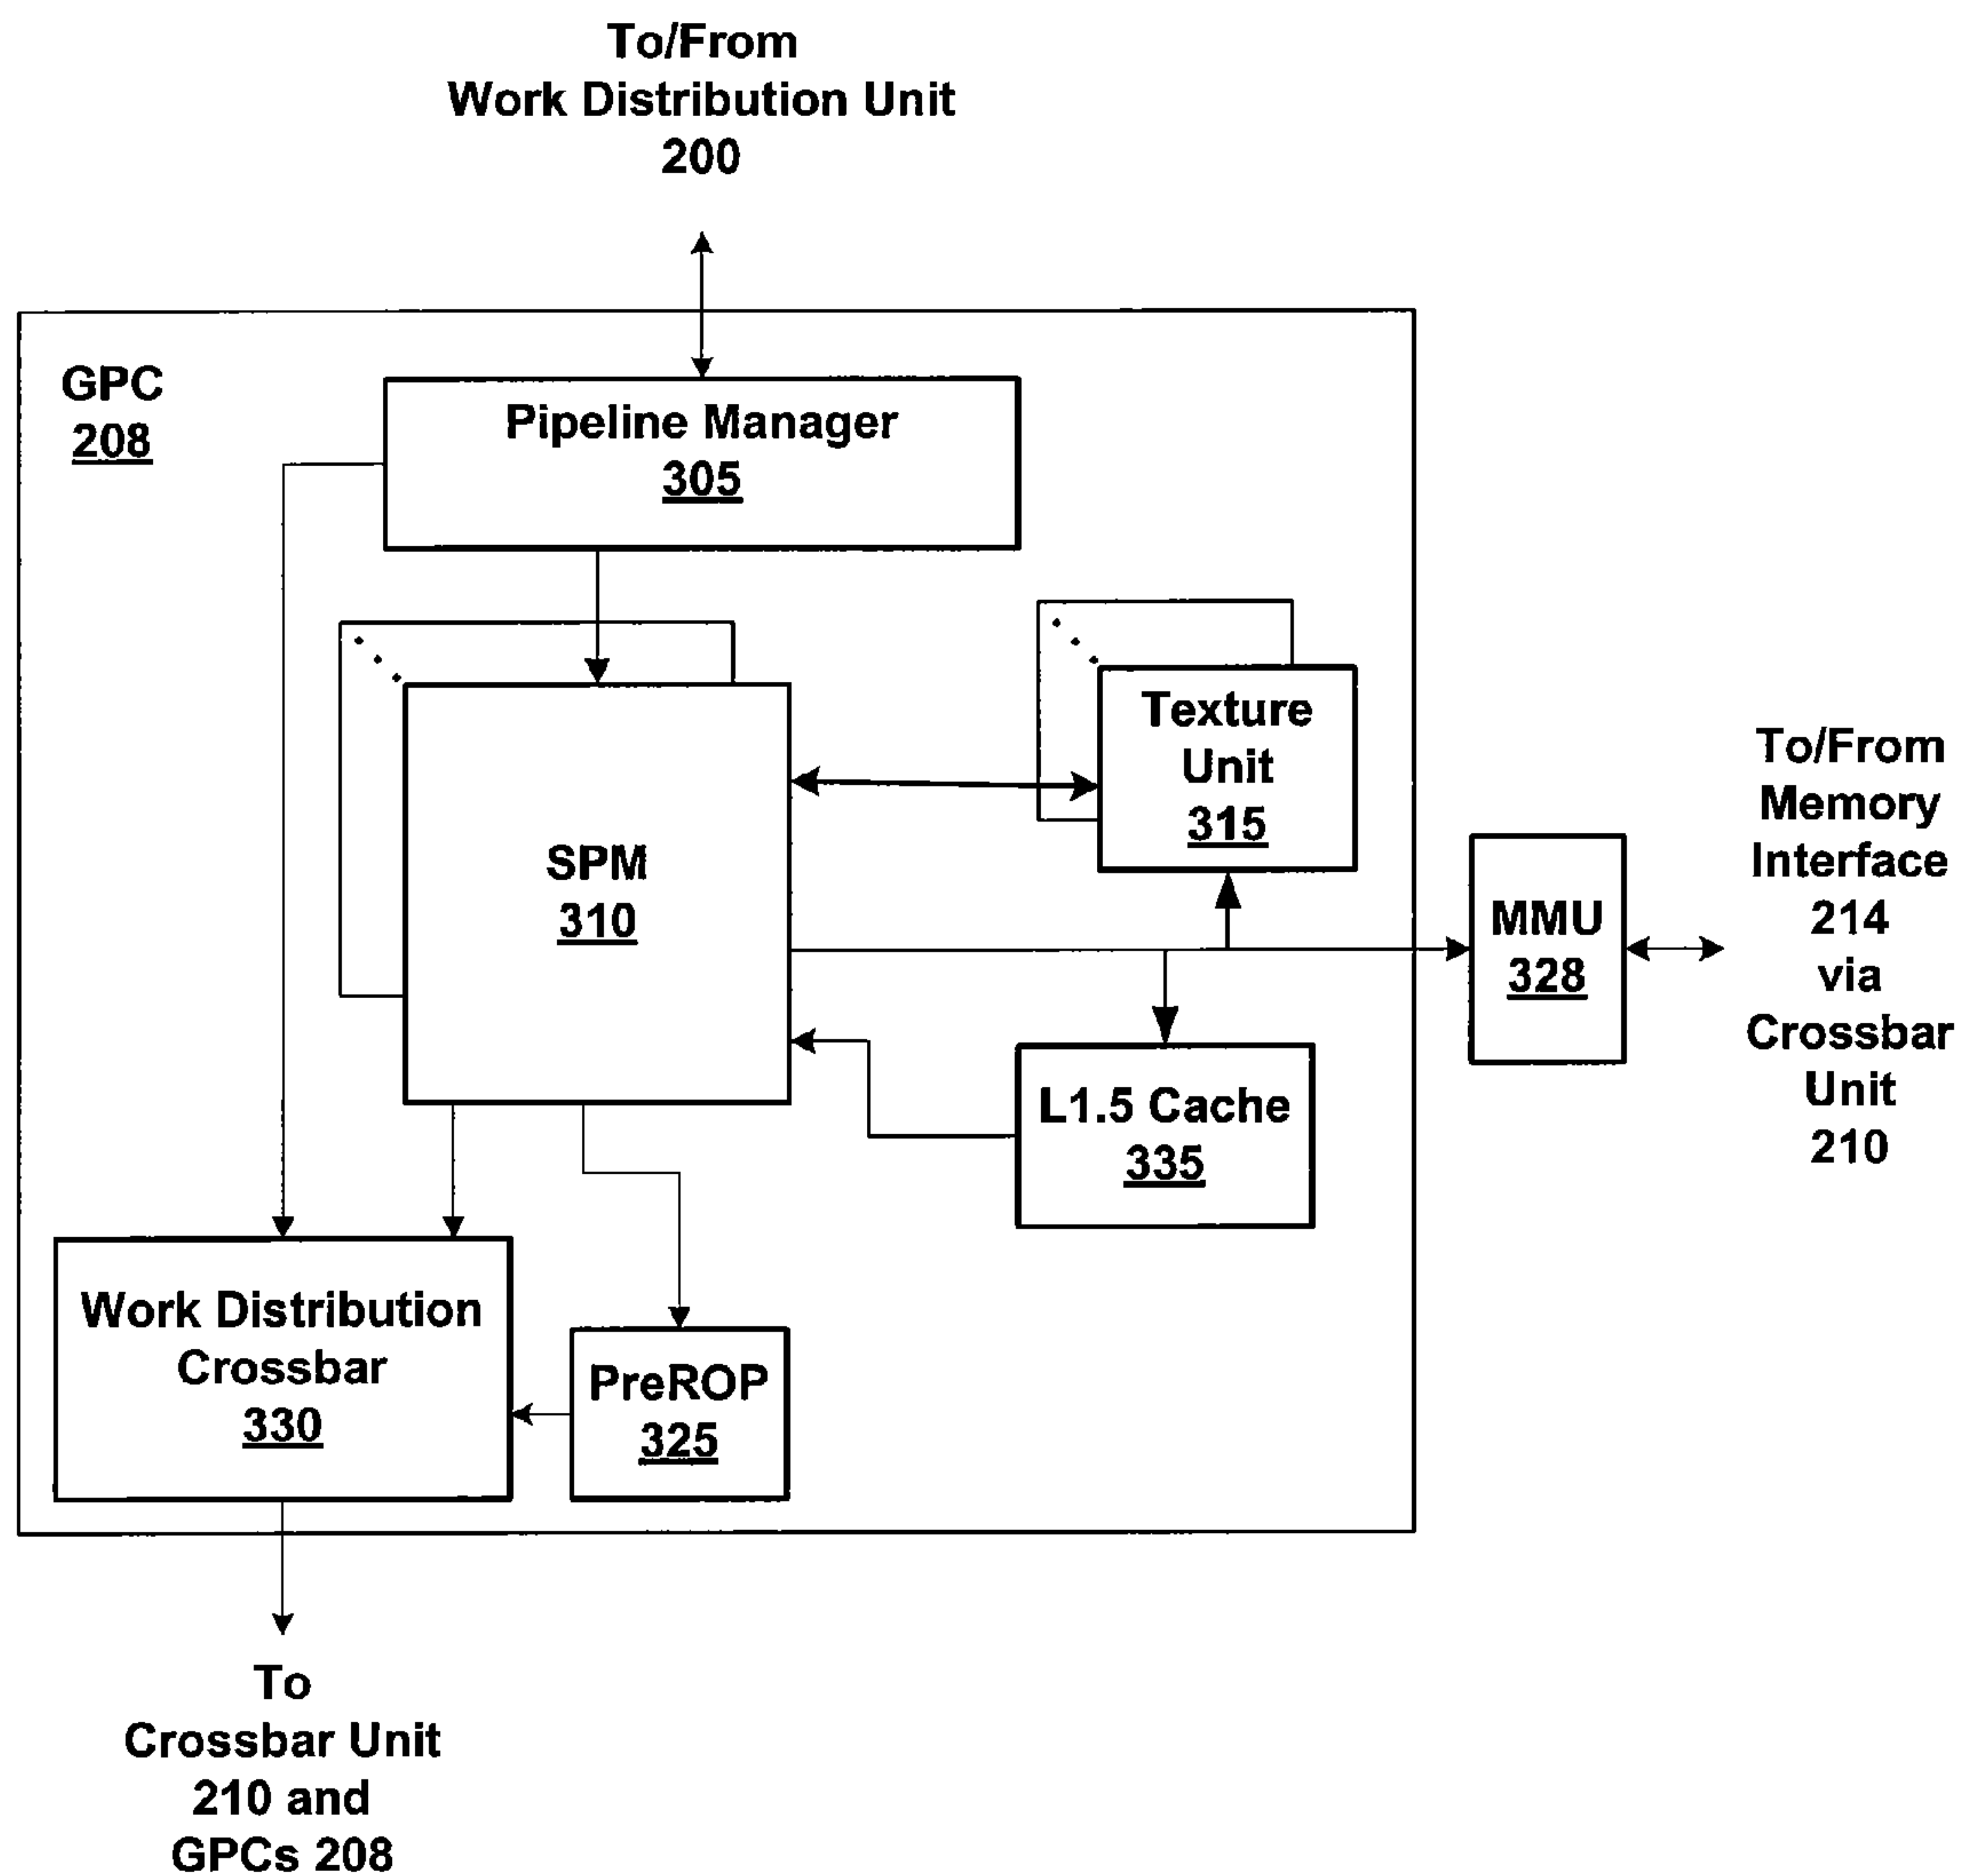 To/From
Work Distribution Unit
200
GPC
208
Pipeline Manager
305
Texture
Unit
315
SPM
310
To/From
Memory
Interface
214
via
Crossbar
Unit
210
MMU
328
L1.5 Cache
335
Work Distribution
Crossbar
330
PreROP
325
To
Crossbar Unit
210 and
GPCs 208